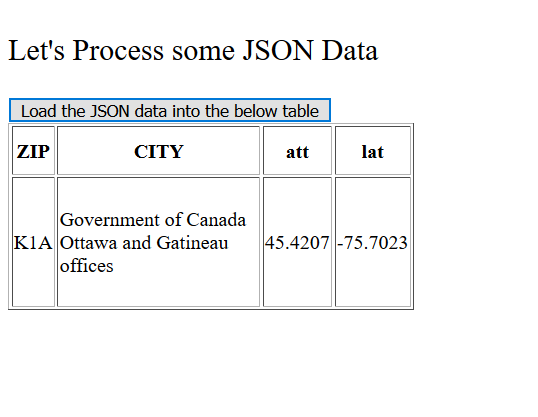 Let's Process some JSON Data
Load the JSON data into the below table
ZIP CITY att lat
K1A Government of Canada Ottawa and Gatineau offices 45.4207 -75.7023